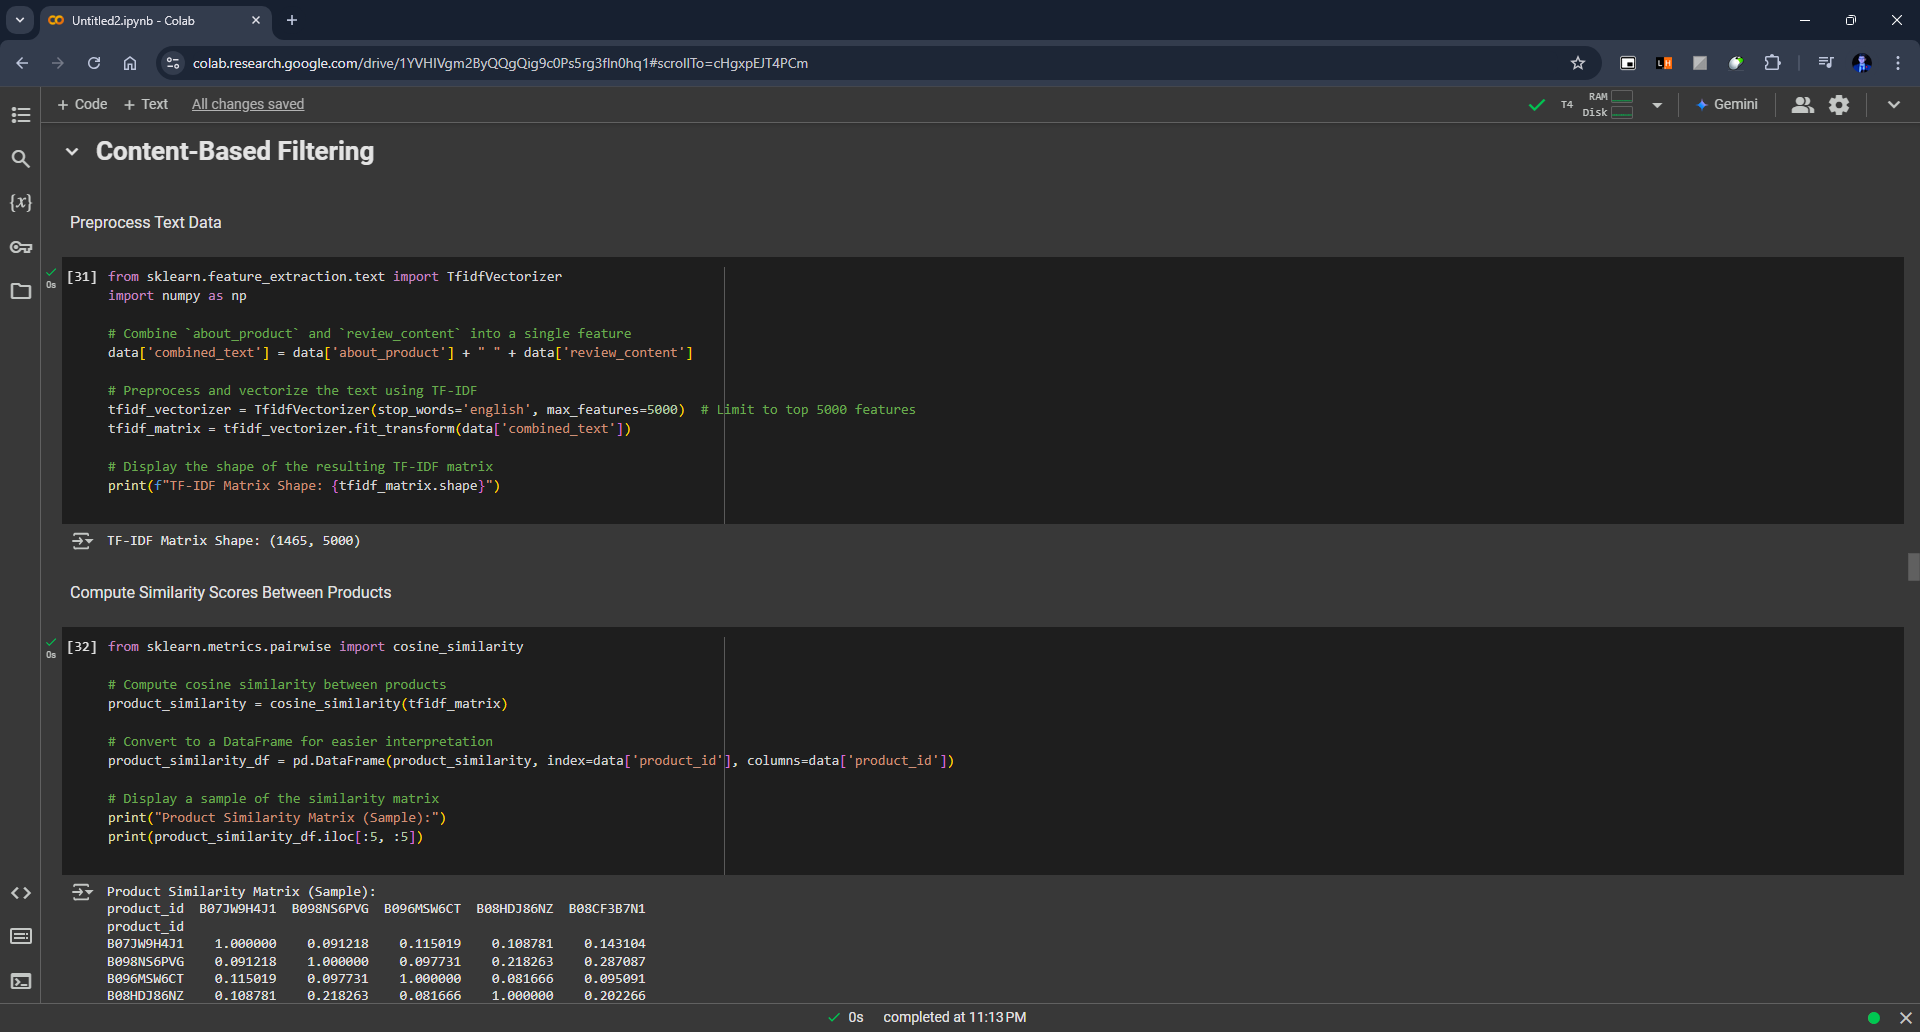 Untitled2.ipynb - Colab
colab.research.google.com/drive/1YVHIVgm2ByQQgQig9c0Ps5rg3fIn0hq1#scrollTo=cHgxpEJT4PCm
+ Code + Text All changes saved
T4 RAM Disk Gemini
Content-Based Filtering
Preprocess Text Data
0s
[31] from sklearn.feature_extraction.text import TfidfVectorizer
import numpy as np
# Combine `about_product` and `review_content` into a single feature
data['combined_text'] = data['about_product'] + " " + data['review_content']
# Preprocess and vectorize the text using TF-IDF
tfidf_vectorizer = TfidfVectorizer(stop_words='english', max_features=5000)  # Limit to top 5000 features
tfidf_matrix = tfidf_vectorizer.fit_transform(data['combined_text'])
# Display the shape of the resulting TF-IDF matrix
print(f"TF-IDF Matrix Shape: {tfidf_matrix.shape}")
TF-IDF Matrix Shape: (1465, 5000)
Compute Similarity Scores Between Products
0s
[32] from sklearn.metrics.pairwise import cosine_similarity
# Compute cosine similarity between products
product_similarity = cosine_similarity(tfidf_matrix)
# Convert to a DataFrame for easier interpretation
product_similarity_df = pd.DataFrame(product_similarity, index=data['product_id'], columns=data['product_id'])
# Display a sample of the similarity matrix
print("Product Similarity Matrix (Sample):")
print(product_similarity_df.iloc[:5, :5])
Product Similarity Matrix (Sample):
product_id  B07JW9H4J1  B098NS6PVG  B096MSW6CT  B08HDJ86NZ  B08CF3B7N1
product_id
B07JW9H4J1    1.000000    0.091218    0.115019    0.108781    0.143104
B098NS6PVG    0.091218    1.000000    0.097731    0.218263    0.287087
B096MSW6CT    0.115019    0.097731    1.000000    0.081666    0.095091
B08HDJ86NZ    0.108781    0.218263    0.081666    1.000000    0.202266
0s completed at 11:13 PM